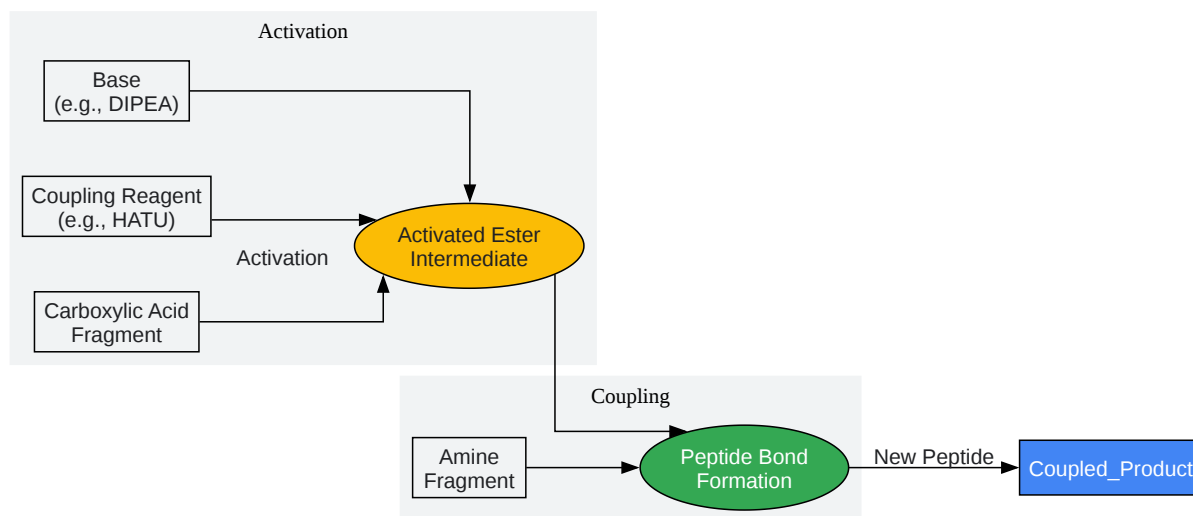 Activation
Base
(e.g., DIPEA)
Coupling Reagent
(e.g., HATU)
Activated Ester
Intermediate
Activation
Carboxylic Acid
Fragment
Coupling
Amine
Fragment
Peptide Bond
Formation
New Peptide
Coupled_Product